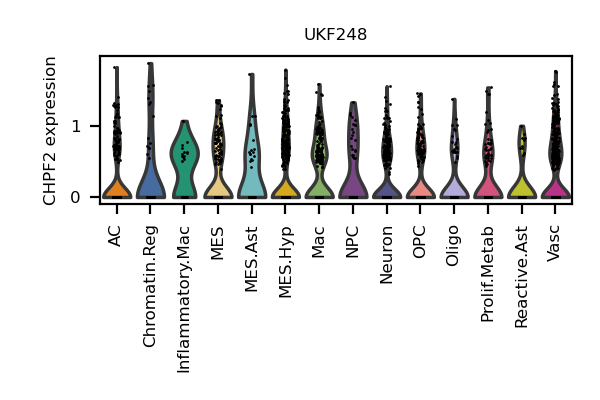 UKF248
CHPF2 expression
1
0
AC
Chromatin.Reg
Inflammatory.Mac
MES
MES.Ast
MES.Hyp
Mac
NPC
Neuron
OPC
Oligo
Prolif.Metab
Reactive.Ast
Vasc